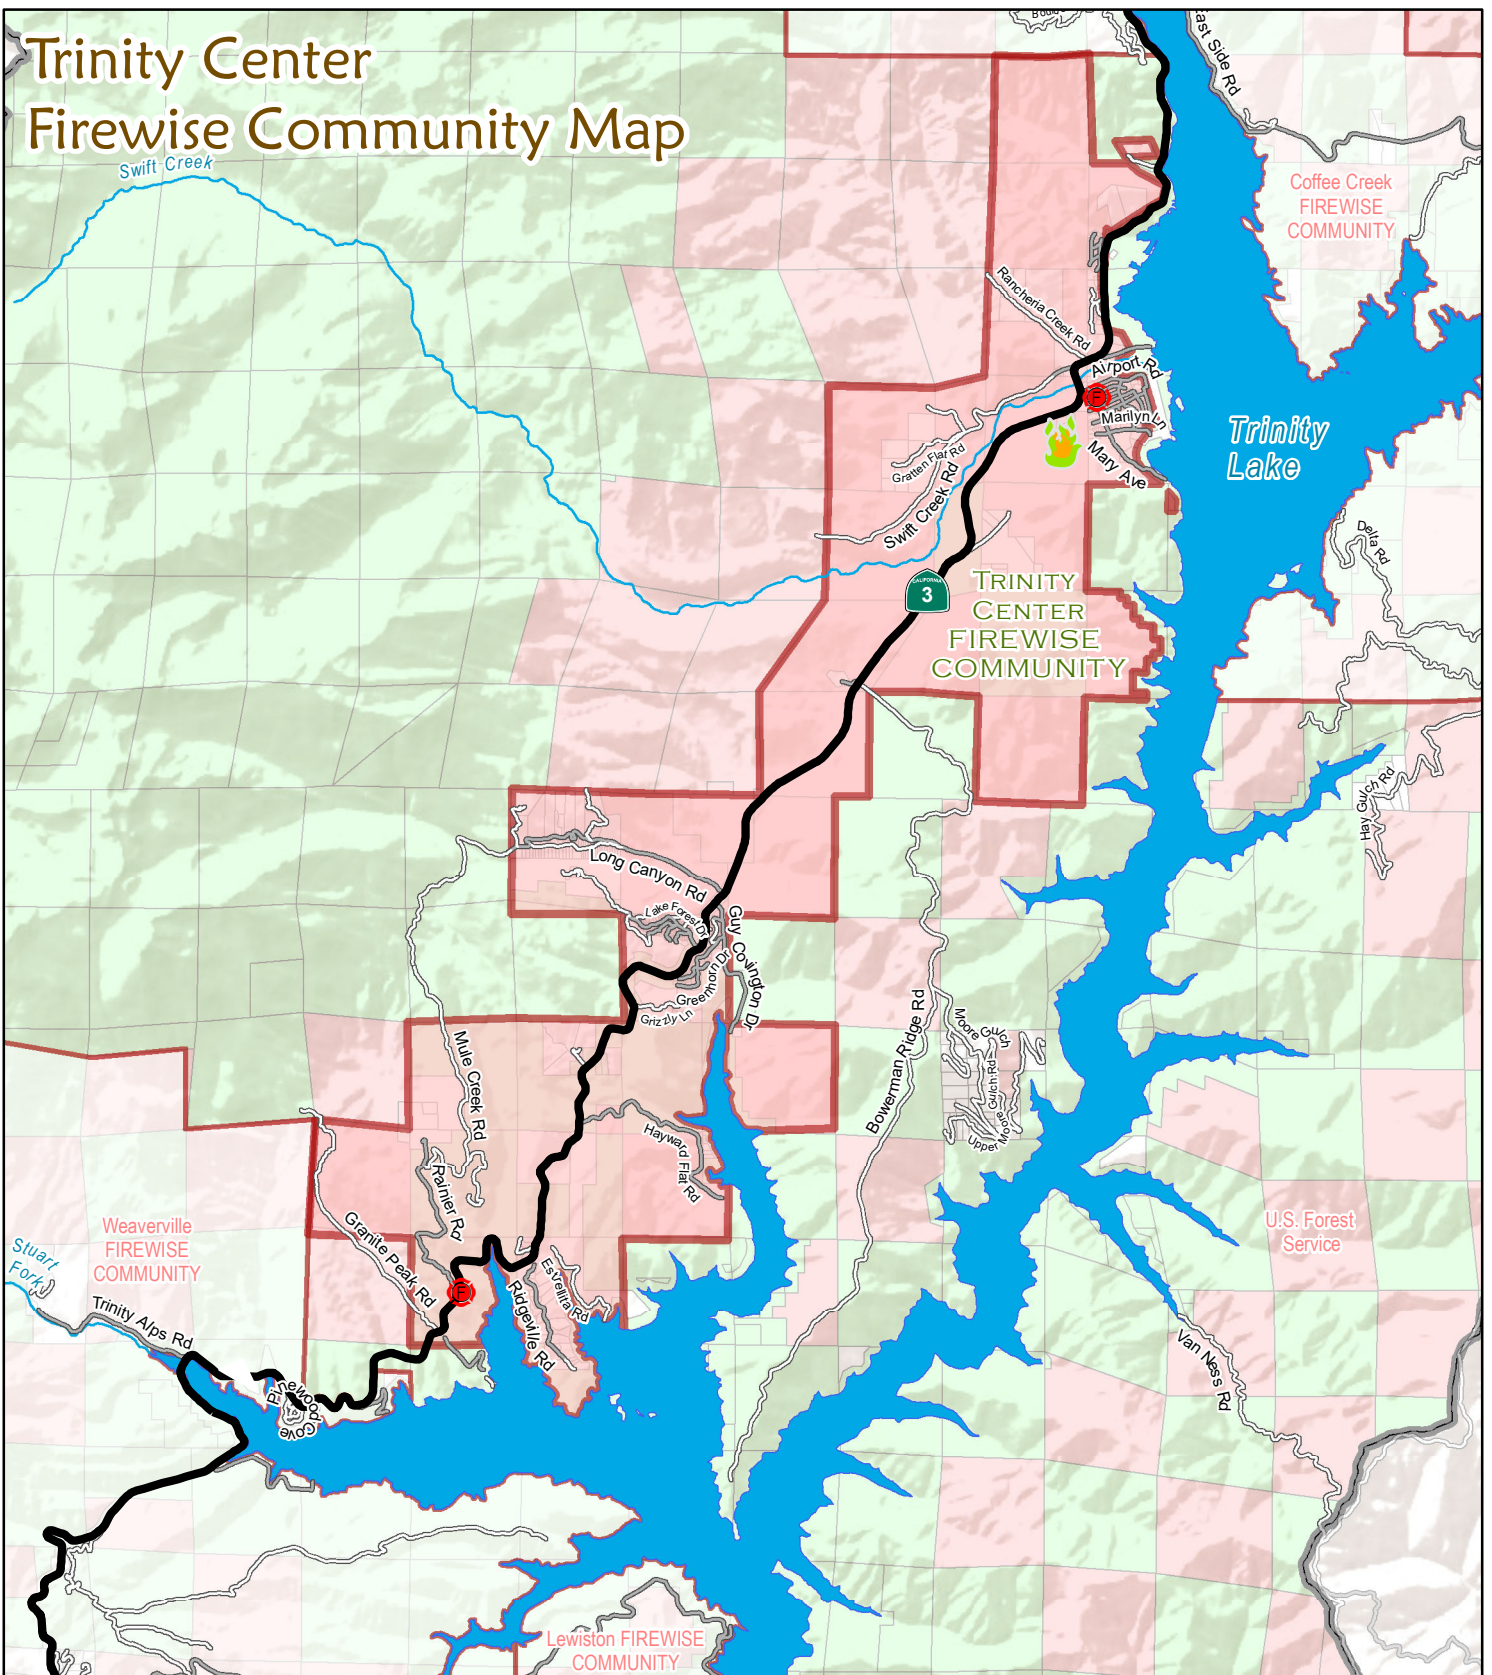 Trinity Center
Firewise Community Map
Swift Creek
East Side Rd
Coffee Creek
FIREWISE
COMMUNITY
Rancheria Creek Rd
Airport Rd
F
Marilyn Ln
Mary Ave
Trinity
Lake
Gratten Flat Rd
Swift Creek Rd
Delta Rd
CALIFORNIA
3
TRINITY
CENTER
FIREWISE
COMMUNITY
Hay Gulch Rd
Long Canyon Rd
Lake Forest Dr
Guy Covington Dr
Greenhorn Dr
Grizzly Ln
Bowerman Ridge Rd
Moore Gulch
Upper Moore Gulch Rd
Mule Creek Rd
Hayward Flat Rd
Rainier Rd
Granite Peak Rd
F
Estrellita Rd
Ridgeville Rd
Weaverville
FIREWISE
COMMUNITY
U.S. Forest
Service
Stuart
Fork
Trinity Alps Rd
Pinewood Cove
Van Ness Rd
Lewiston FIREWISE
COMMUNITY